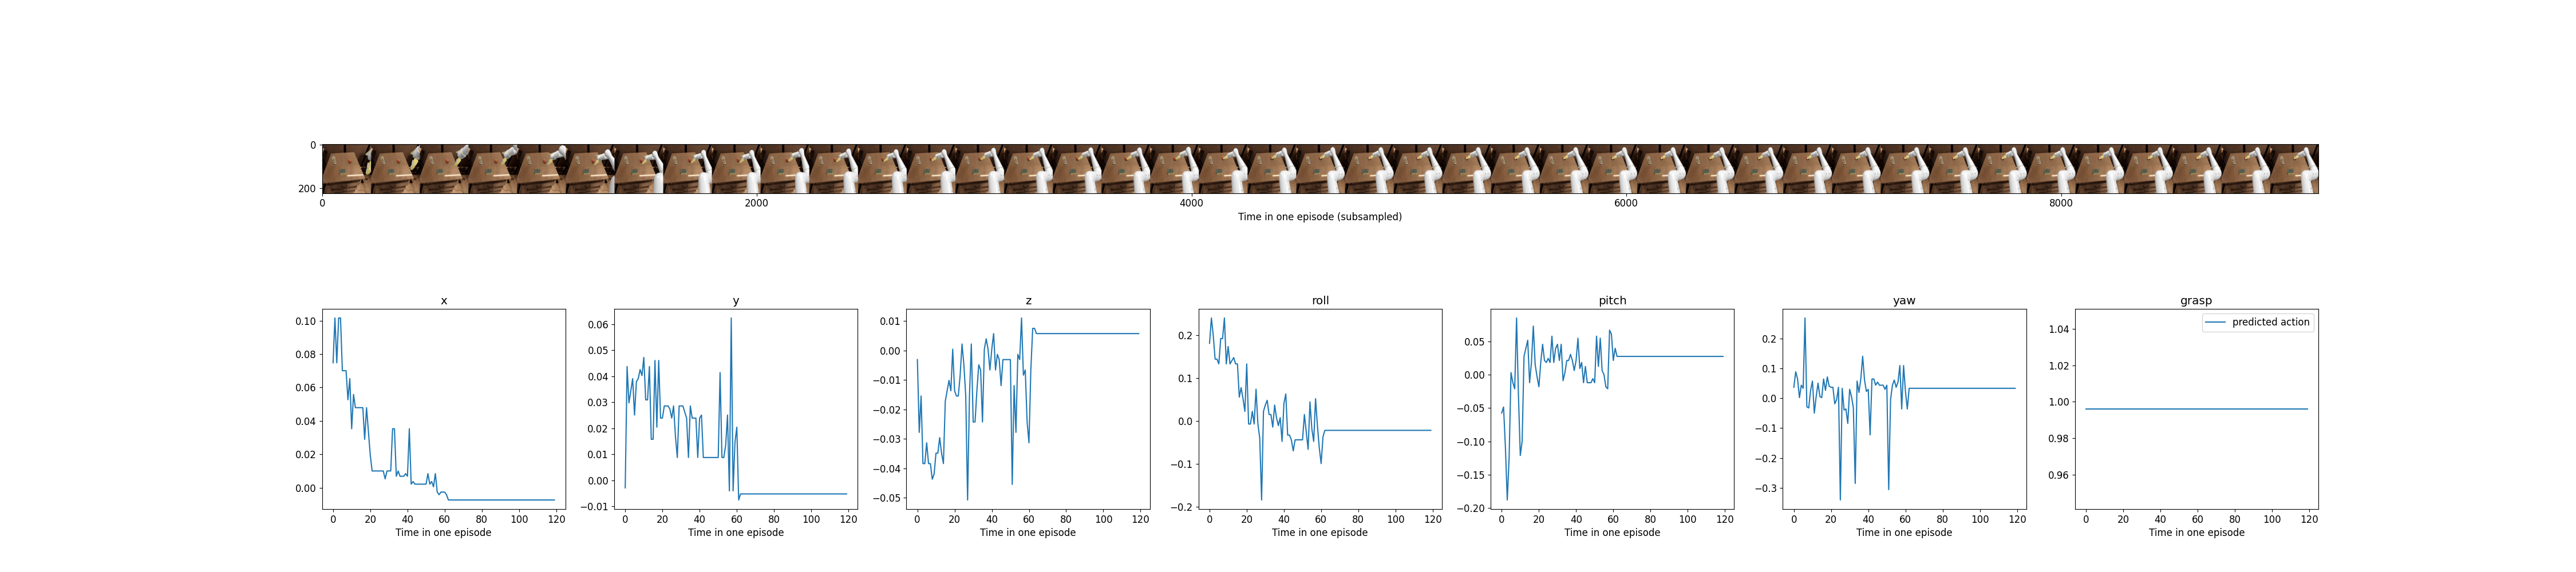 0
200
0 2000 4000 6000 8000
Time in one episode (subsampled)
x
0.10
0.08
0.06
0.04
0.02
0.00
0 20 40 60 80 100 120
Time in one episode
y
0.06
0.05
0.04
0.03
0.02
0.01
0.00
−0.01
0 20 40 60 80 100 120
Time in one episode
z
0.01
0.00
−0.01
−0.02
−0.03
−0.04
−0.05
0 20 40 60 80 100 120
Time in one episode
roll
0.2
0.1
0.0
−0.1
−0.2
0 20 40 60 80 100 120
Time in one episode
pitch
0.05
0.00
−0.05
−0.10
−0.15
−0.20
0 20 40 60 80 100 120
Time in one episode
yaw
0.2
0.1
0.0
−0.1
−0.2
−0.3
0 20 40 60 80 100 120
Time in one episode
grasp
predicted action
1.04
1.02
1.00
0.98
0.96
0 20 40 60 80 100 120
Time in one episode